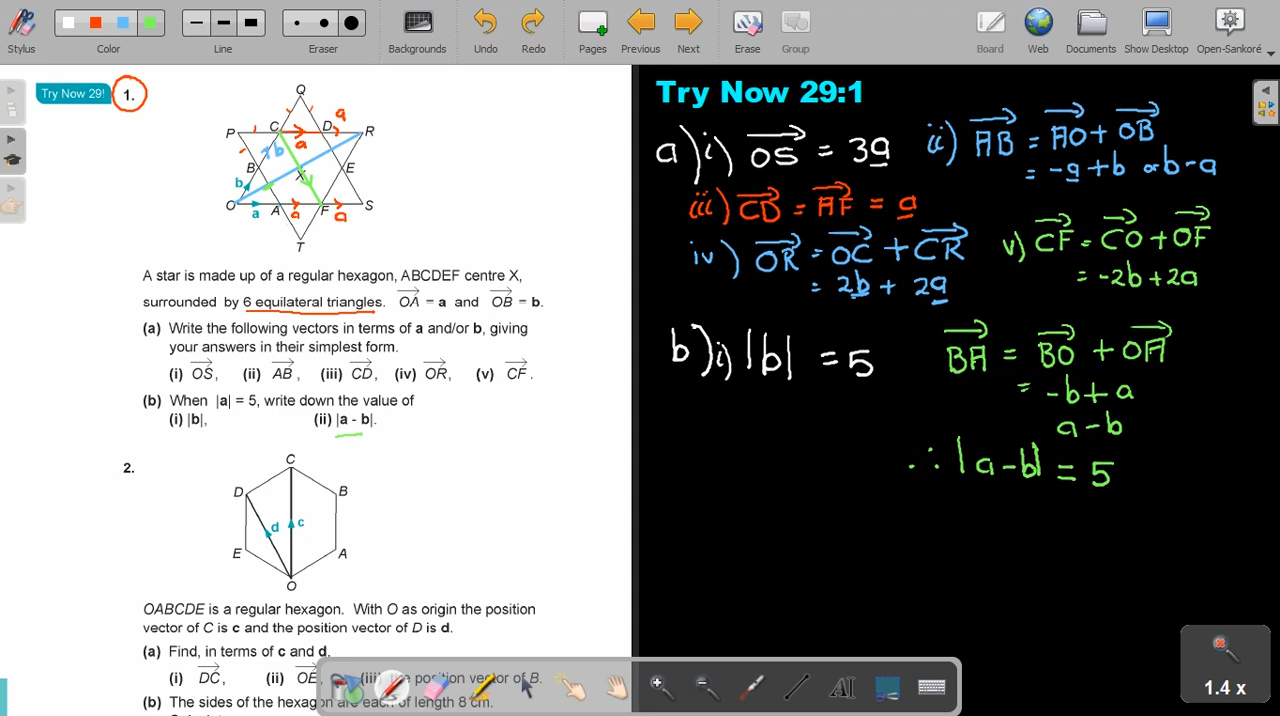 Stylus Color Line Eraser Backgrounds Undo Redo Pages Previous Next Erase Group Board Web Documents Show Desktop Open-Sankoré
Try Now 29! 1.
Q
P C D R
a
a
7b
B X E
b
O a A a F a S
T
A star is made up of a regular hexagon, ABCDEF centre X,
surrounded by 6 equilateral triangles. OA = a and OB = b.
(a) Write the following vectors in terms of a and/or b, giving
your answers in their simplest form.
(i) OS, (ii) AB, (iii) CD, (iv) OR, (v) CF.
(b) When |a| = 5, write down the value of
(i) |b|, (ii) |a - b|.
2.
C
D B
d c
E A
O
OABCDE is a regular hexagon. With O as origin the position
vector of C is c and the position vector of D is d.
(a) Find, in terms of c and d,
(i) DC, (ii) OE, (iii) the position vector of B.
(b) The sides of the hexagon are each of length 8 cm.
Try Now 29:1
a) i) OS = 3a
ii) AB = AO + OB
= -a + b or b - a
iii) CD = AF = a
iv) OR = OC + CR
= 2b + 2a
v) CF = CO + OF
= -2b + 2a
b) i) |b| = 5
BA = BO + OA
= -b + a
a - b
∴ |a - b| = 5
1.4 x